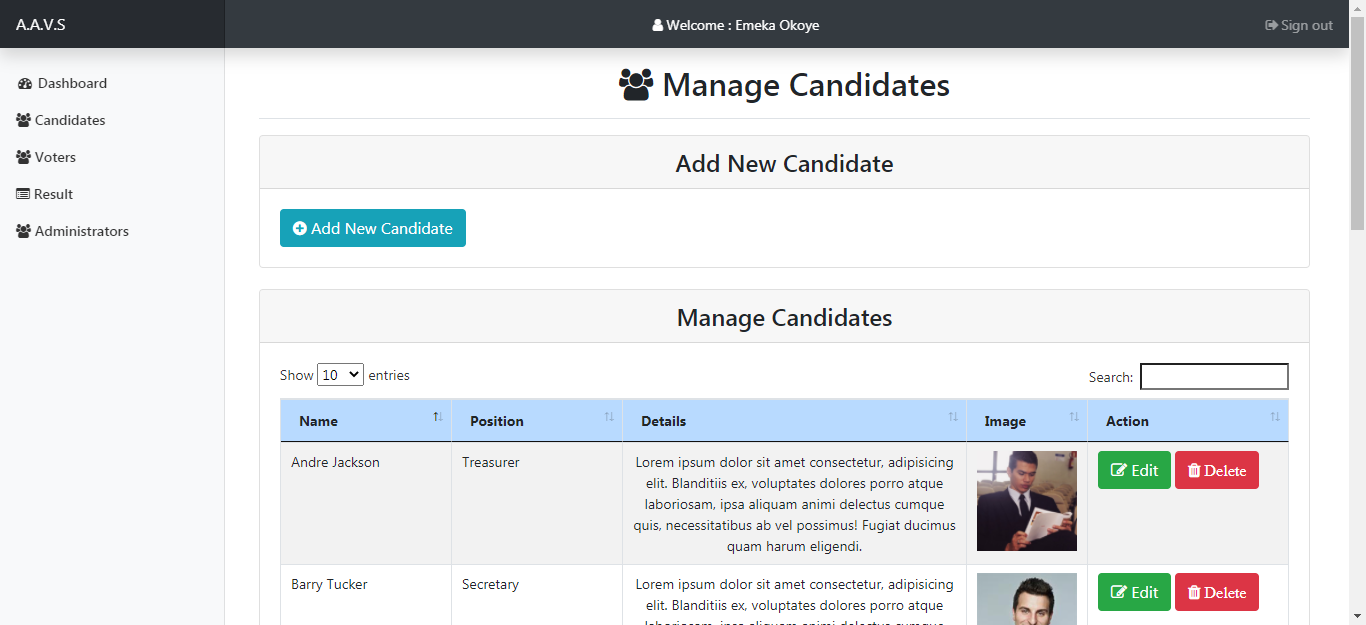 A.A.V.S
Welcome : Emeka Okoye
Sign out
Dashboard
Candidates
Voters
Result
Administrators
Manage Candidates
Add New Candidate
Add New Candidate
Manage Candidates
Show 10 entries
Search:
Name Position Details Image Action
Andre Jackson
Treasurer
Lorem ipsum dolor sit amet consectetur, adipisicing
elit. Blanditiis ex, voluptates dolores porro atque
laboriosam, ipsa aliquam animi delectus cumque
quis, necessitatibus ab vel possimus! Fugiat ducimus
quam harum eligendi.
Edit Delete
Barry Tucker
Secretary
Lorem ipsum dolor sit amet consectetur, adipisicing
elit. Blanditiis ex, voluptates dolores porro atque
Edit Delete